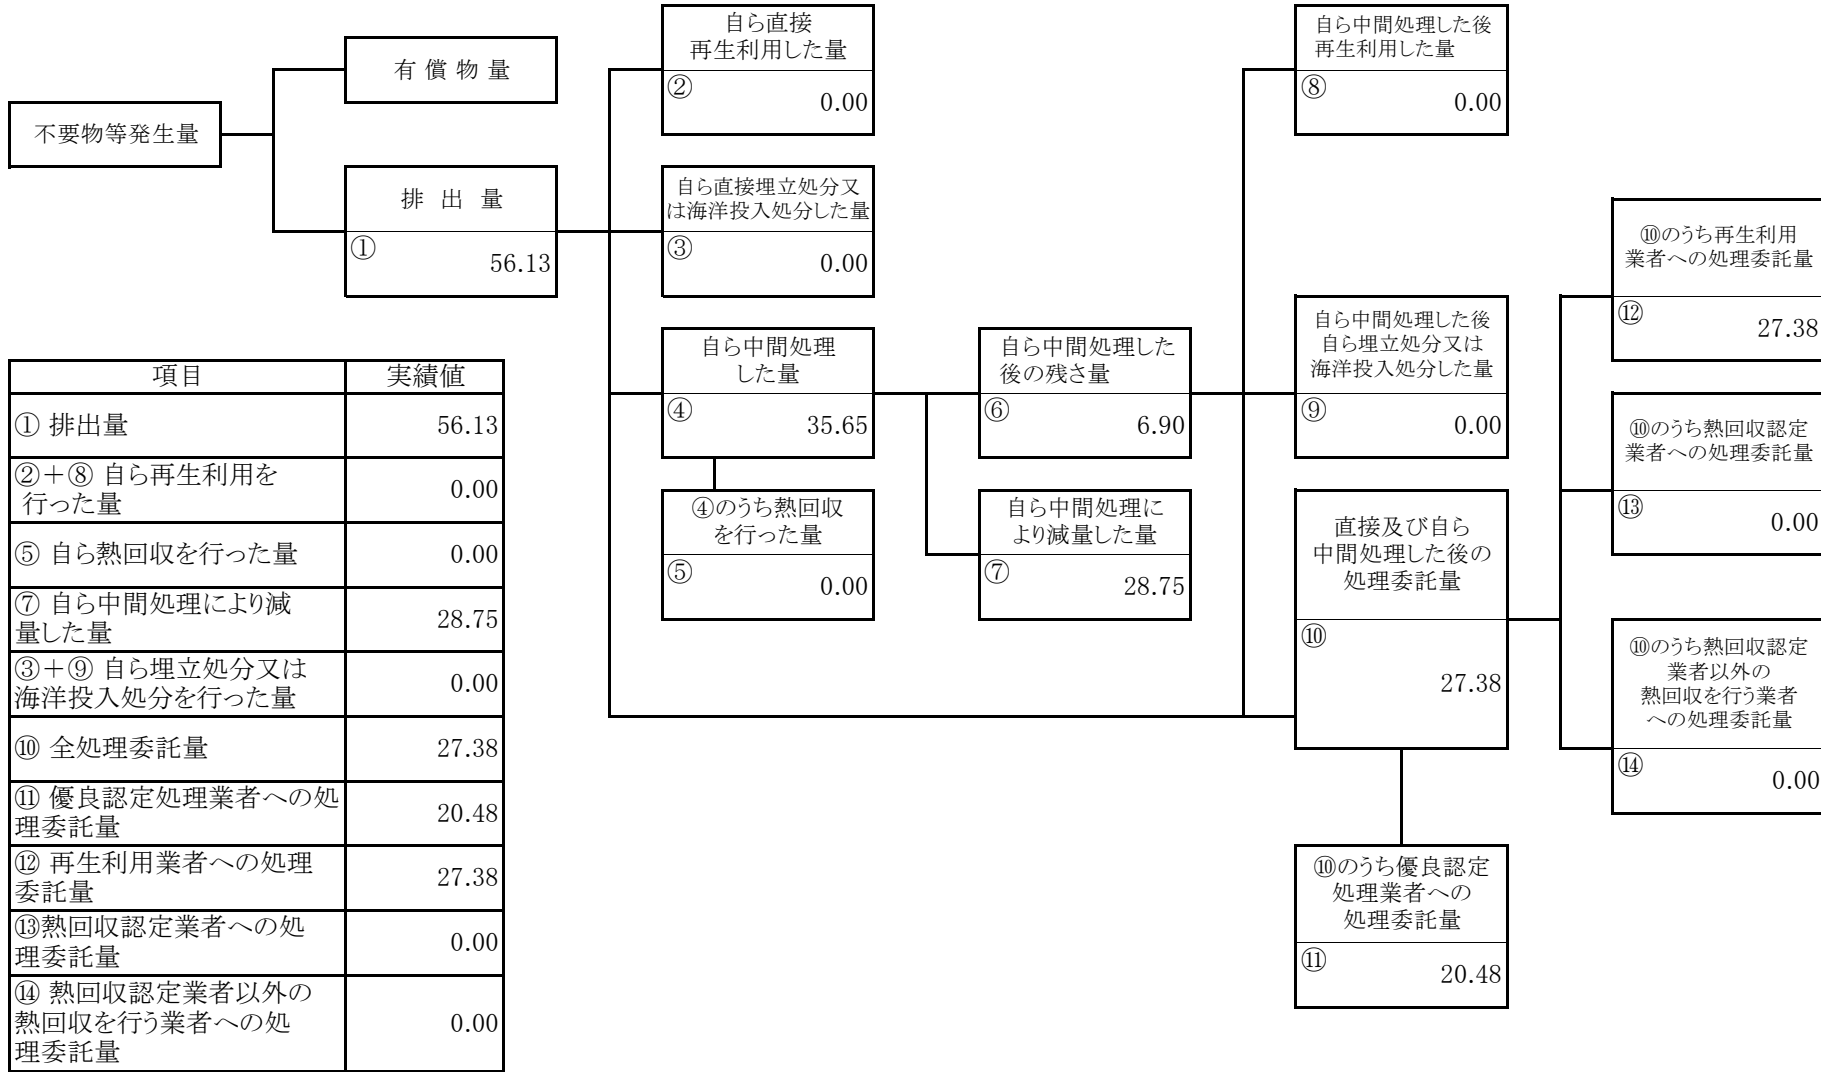 不要物等発生量
有 償 物 量
排 出 量
①
56.13
自ら直接
再生利用した量
②
0.00
自ら直接埋立処分又
は海洋投入処分した量
③
0.00
自ら中間処理
した量
④
35.65
④のうち熱回収
を行った量
⑤
0.00
自ら中間処理した
後の残さ量
⑥
6.90
自ら中間処理に
より減量した量
⑦
28.75
自ら中間処理した後
再生利用した量
⑧
0.00
自ら中間処理した後
自ら埋立処分又は
海洋投入処分した量
⑨
0.00
直接及び自ら
中間処理した後の
処理委託量
⑩
27.38
⑩のうち優良認定
処理業者への
処理委託量
⑪
20.48
⑩のうち再生利用
業者への処理委託量
⑫
27.38
⑩のうち熱回収認定
業者への処理委託量
⑬
0.00
⑩のうち熱回収認定
業者以外の
熱回収を行う業者
への処理委託量
⑭
0.00
項目 実績値
① 排出量 56.13
②＋⑧ 自ら再生利用を
行った量 0.00
⑤ 自ら熱回収を行った量 0.00
⑦ 自ら中間処理により減
量した量 28.75
③＋⑨ 自ら埋立処分又は
海洋投入処分を行った量 0.00
⑩ 全処理委託量 27.38
⑪ 優良認定処理業者への処
理委託量 20.48
⑫ 再生利用業者への処理
委託量 27.38
⑬熱回収認定業者への処
理委託量 0.00
⑭ 熱回収認定業者以外の
熱回収を行う業者への処
理委託量 0.00